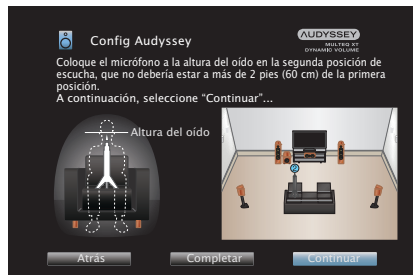 Config Audyssey
AUDYSSEY
MULTEQ XT
DYNAMIC VOLUME
Coloque el micrófono a la altura del oído en la segunda posición de
escucha, que no debería estar a más de 2 pies (60 cm) de la primera
posición.
A continuación, seleccione “Continuar”...
Altura del oído
2
Atrás
Completar
Continuar